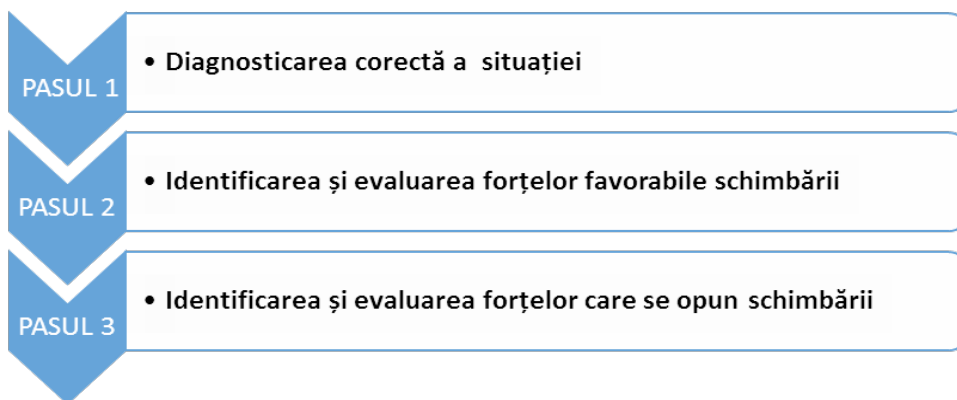 PASUL 1
• Diagnosticarea corectă a situației
PASUL 2
• Identificarea și evaluarea forțelor favorabile schimbării
PASUL 3
• Identificarea și evaluarea forțelor care se opun schimbării